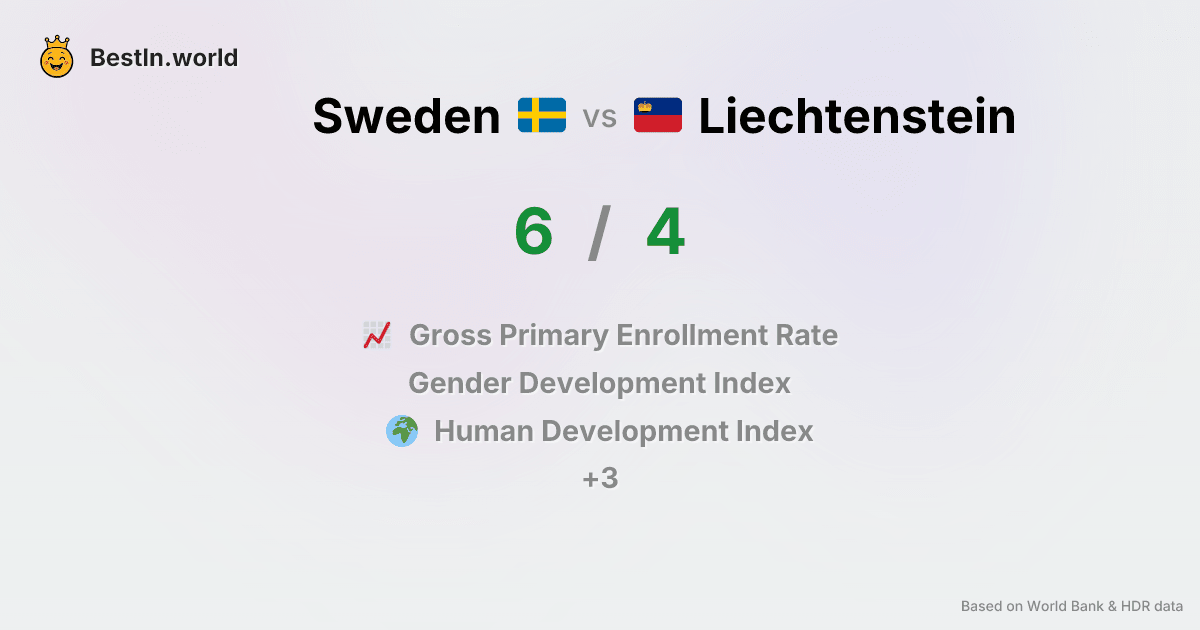 BestIn.world
Sweden vs Liechtenstein
6 / 4
Gross Primary Enrollment Rate
Gender Development Index
Human Development Index
+3
Based on World Bank & HDR data